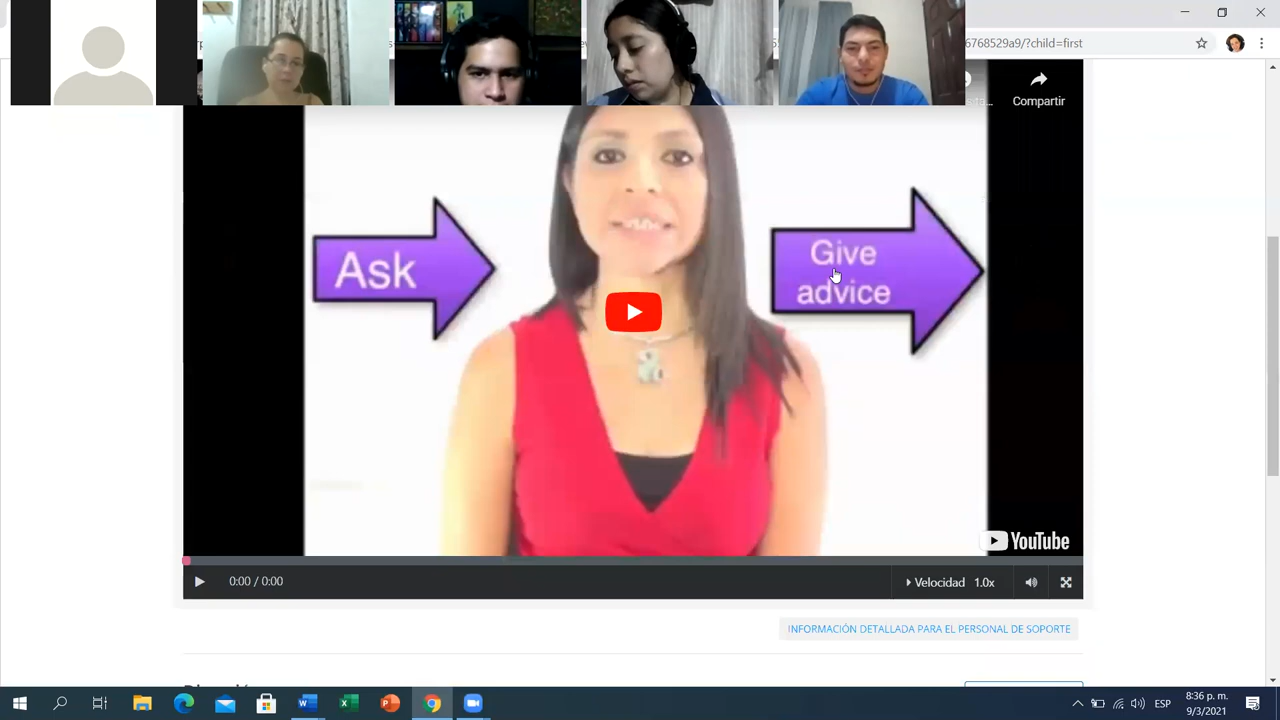 6768529a9/?child=first
Compartir
Ask
Give
advice
YouTube
0:00 / 0:00
Velocidad 1.0x
INFORMACIÓN DETALLADA PARA EL PERSONAL DE SOPORTE
ESP
8:36 p. m.
9/3/2021